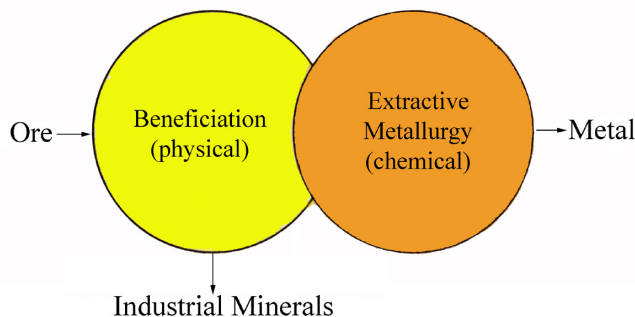 Ore
Beneficiation
(physical)
Extractive
Metallurgy
(chemical)
Metal
Industrial Minerals